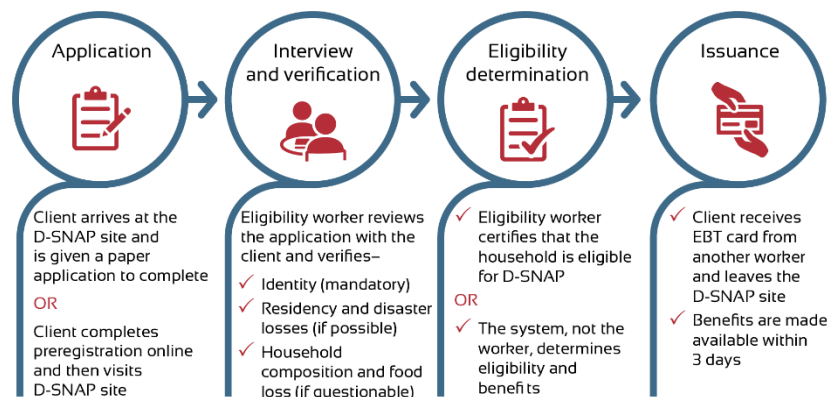 Application
Client arrives at the
D-SNAP site and
is given a paper
application to complete
OR
Client completes
preregistration online
and then visits
D-SNAP site
Interview
and verification
Eligibility worker reviews
the application with the
client and verifies–
✓ Identity (mandatory)
✓ Residency and disaster
losses (if possible)
✓ Household
composition and food
loss (if questionable)
Eligibility
determination
✓ Eligibility worker
certifies that the
household is eligible
for D-SNAP
OR
✓ The system, not the
worker, determines
eligibility and
benefits
Issuance
✓ Client receives
EBT card from
another worker
and leaves the
D-SNAP site
✓ Benefits are made
available within
3 days